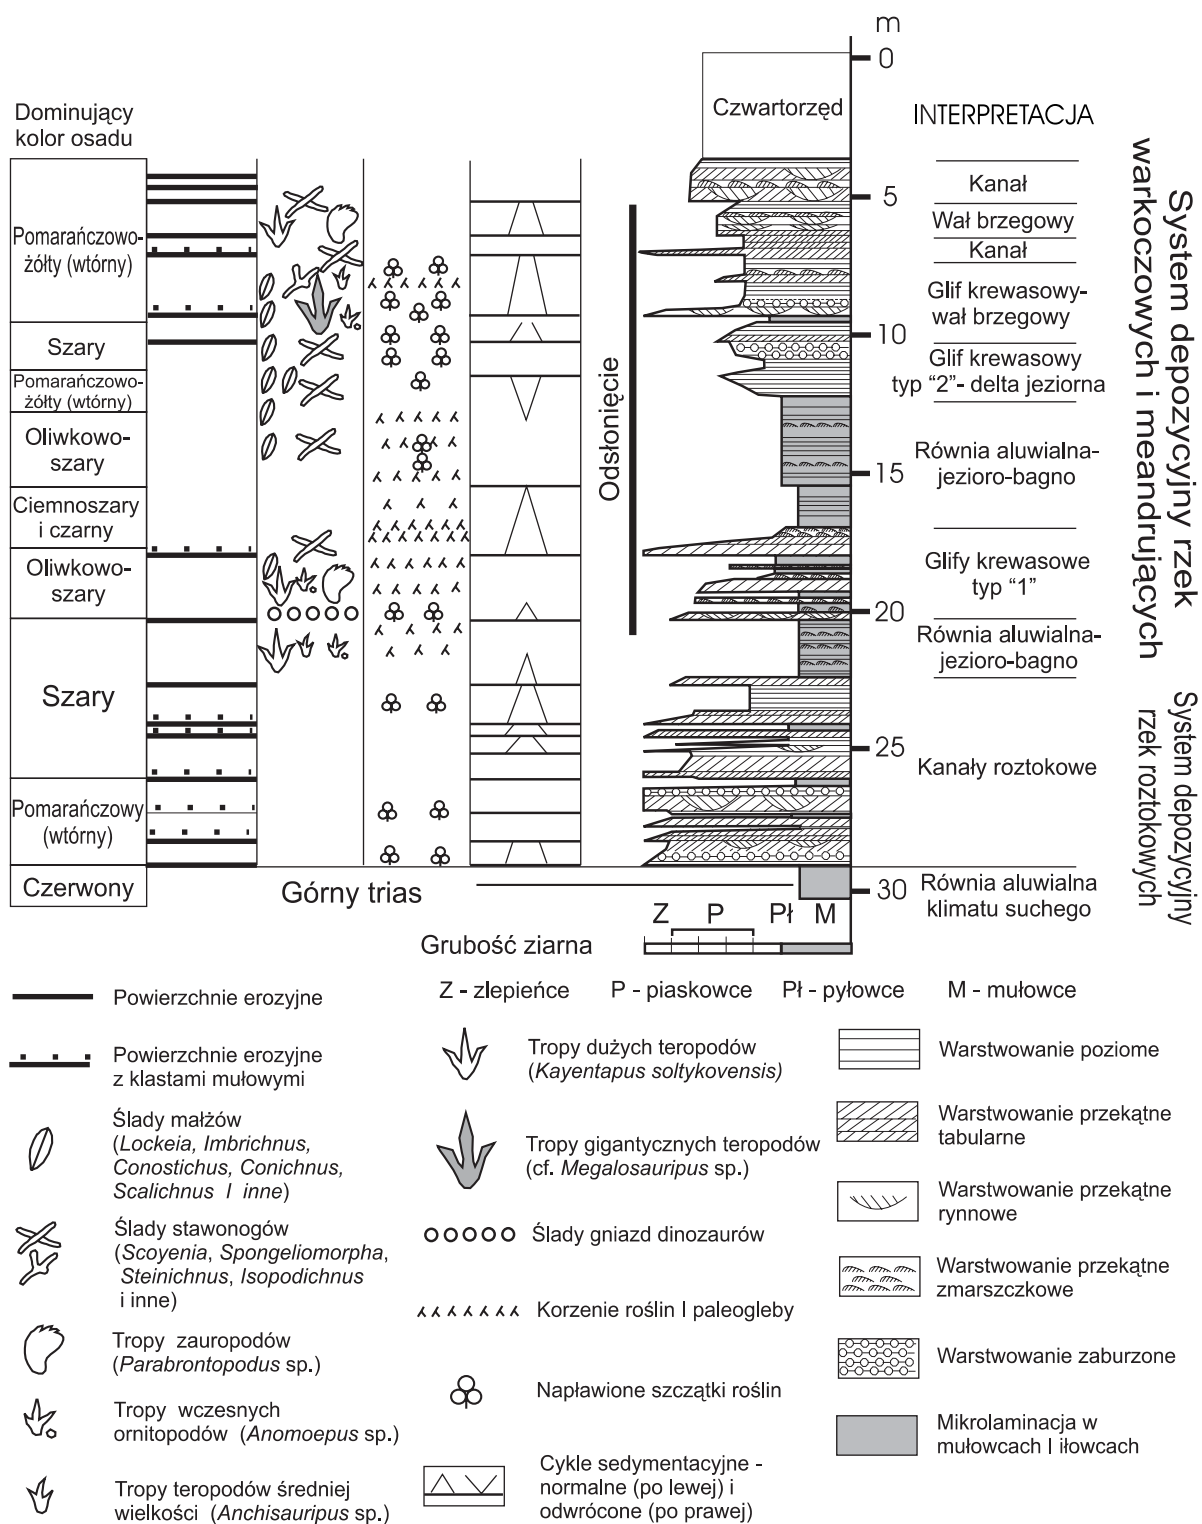 m
0
Czwartorzęd
Dominujący
kolor osadu
INTERPRETACJA
Pomarańczowo-
żółty (wtórny)
Szary
Pomarańczowo-
żółty (wtórny)
Oliwkowo-
szary
Ciemnoszary
i czarny
Oliwkowo-
szary
Szary
Pomarańczowy
(wtórny)
Czerwony
Górny trias
Odsłonięcie
5
10
15
20
25
30
Kanał
Wał brzegowy
Kanał
Glif krewasowy-
wał brzegowy
Glif krewasowy
typ “2”- delta jeziorna
Równia aluwialna-
jezioro-bagno
Glify krewasowe
typ “1”
Równia aluwialna-
jezioro-bagno
Kanały roztokowe
Równia aluwialna
klimatu suchego
System depozycyjny rzek
warkoczowych i meandrujących
System depozycyjny
rzek roztokowych
Z P Pł M
Grubość ziarna
Z - zlepieńce P - piaskowce Pł - pyłowce M - mułowce
Powierzchnie erozyjne
Powierzchnie erozyjne
z klastami mułowymi
Ślady małżów
(Lockeia, Imbrichnus,
Conostichus, Conichnus,
Scalichnus I inne)
Ślady stawonogów
(Scoyenia, Spongeliomorpha,
Steinichnus, Isopodichnus
i inne)
Tropy zauropodów
(Parabrontopodus sp.)
Tropy wczesnych
ornitopodów (Anomoepus sp.)
Tropy teropodów średniej
wielkości (Anchisauripus sp.)
Tropy dużych teropodów
(Kayentapus soltykovensis)
Tropy gigantycznych teropodów
(cf. Megalosauripus sp.)
Ślady gniazd dinozaurów
Korzenie roślin I paleogleby
Napławione szczątki roślin
Cykle sedymentacyjne -
normalne (po lewej) i
odwrócone (po prawej)
Warstwowanie poziome
Warstwowanie przekątne
tabularne
Warstwowanie przekątne
rynnowe
Warstwowanie przekątne
zmarszczkowe
Warstwowanie zaburzone
Mikrolaminacja w
mułowcach I iłowcach